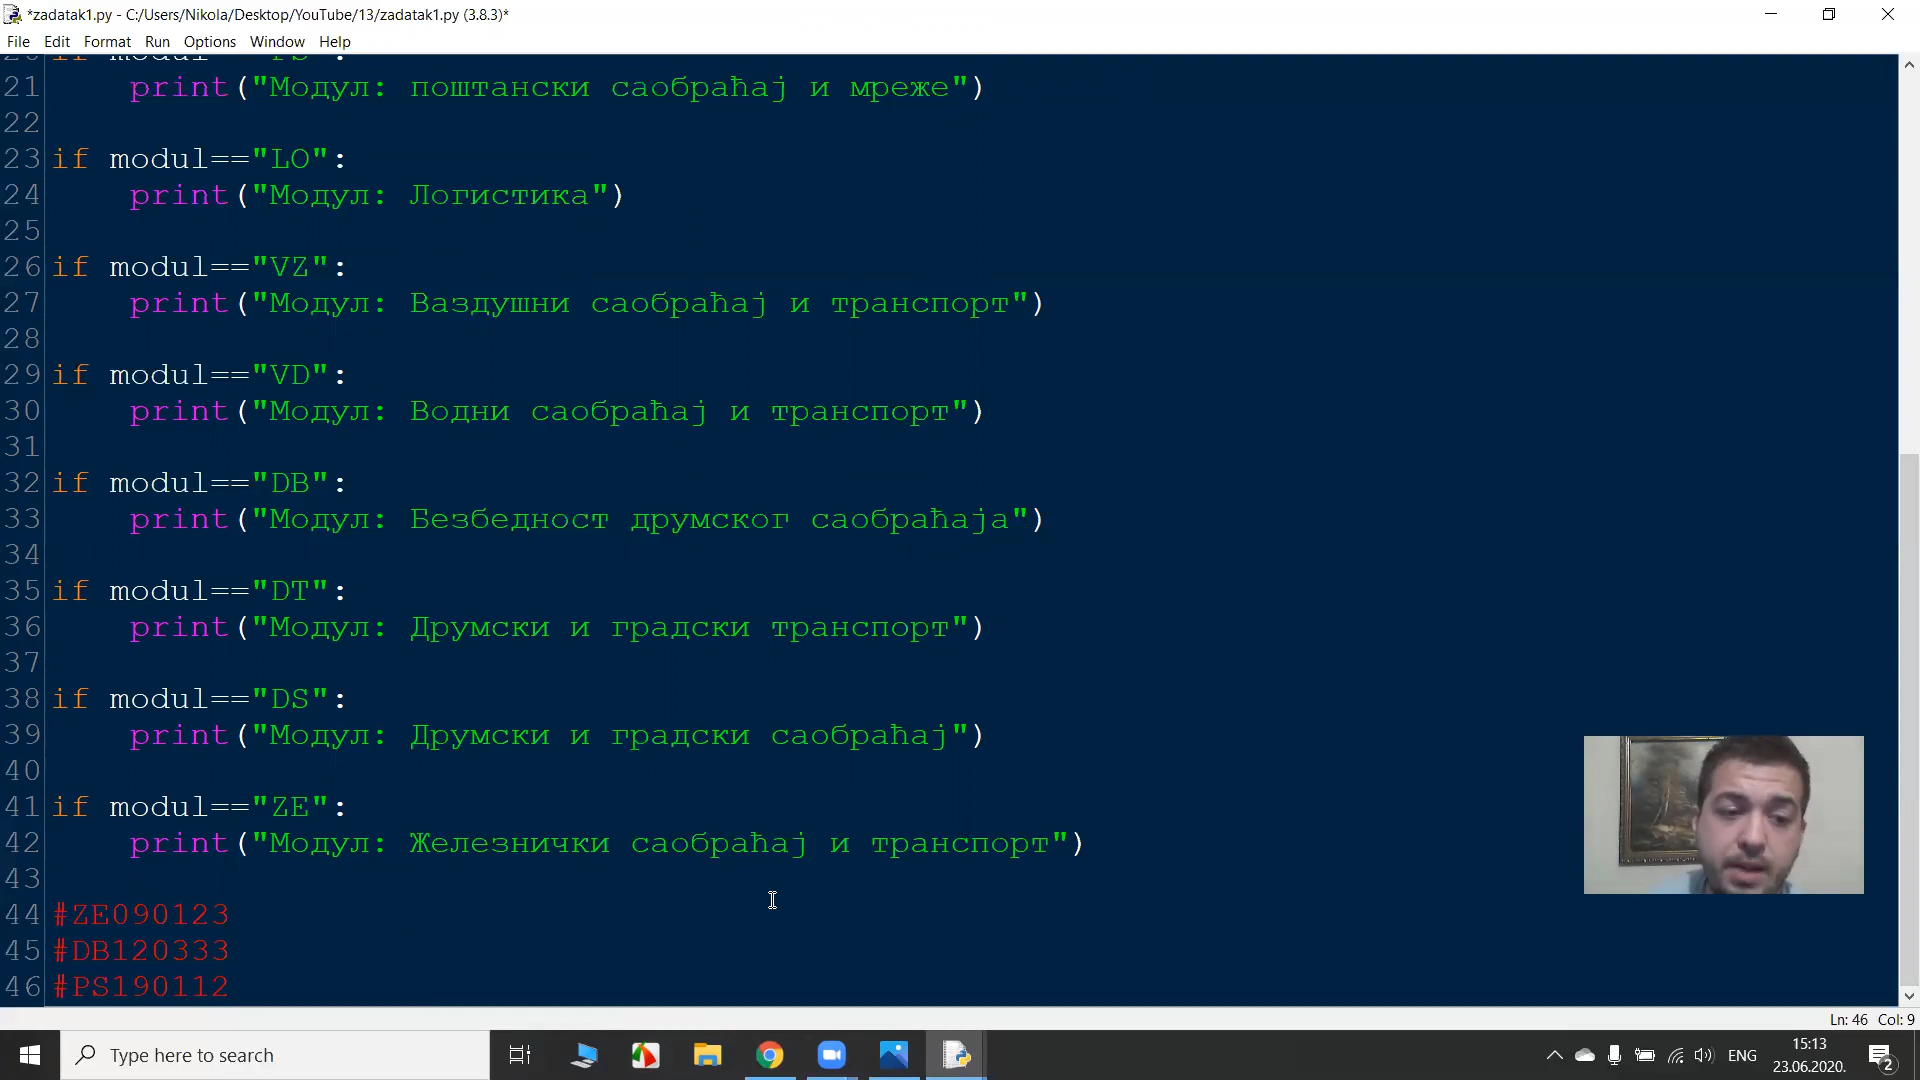 *zadatak1.py - C:/Users/Nikola/Desktop/YouTube/13/zadatak1.py (3.8.3)*
File Edit Format Run Options Window Help
21 print("Модул: поштански саобраћај и мреже")
22
23 if modul=="LO":
24 print("Модул: Логистика")
25
26 if modul=="VZ":
27 print("Модул: Ваздушни саобраћај и транспорт")
28
29 if modul=="VD":
30 print("Модул: Водни саобраћај и транспорт")
31
32 if modul=="DB":
33 print("Модул: Безбедност друмског саобраћаја")
34
35 if modul=="DT":
36 print("Модул: Друмски и градски транспорт")
37
38 if modul=="DS":
39 print("Модул: Друмски и градски саобраћај")
40
41 if modul=="ZE":
42 print("Модул: Железнички саобраћај и транспорт")
43
44 #ZE090123
45 #DB120333
46 #PS190112
Ln: 46 Col: 9
Type here to search
ENG
15:13
23.06.2020.
2